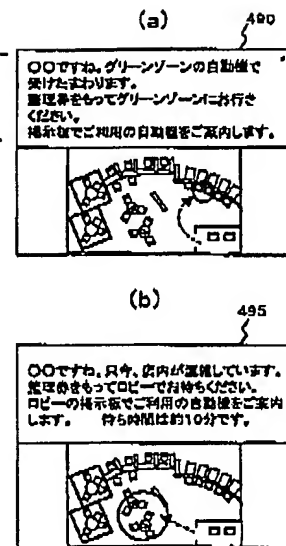 (a)
490
〇〇ですね。グリーンゾーンの自動機で
受けたまわります。
整理券をもってグリーンゾーンにお行き
ください。
掲示板でご利用の自動機をご案内します。
(b)
495
〇〇ですね。只今、店内が混雑しています。
整理券をもってロビーでお待ちください。
ロビーの掲示板でご利用の自動機をご案内
します。 待ち時間は約10分です。